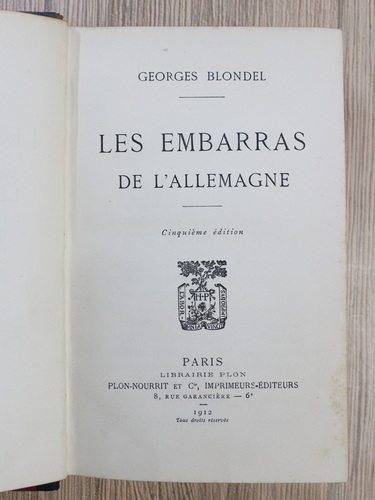 GEORGES BLONDEL
LES EMBARRAS
DE L'ALLEMAGNE
Cinquième édition
H·P
PARIS
LIBRAIRIE PLON
PLON-NOURRIT ET Cie, IMPRIMEURS-ÉDITEURS
8, RUE GARANCIÈRE — 6e
1912
Tous droits réservés